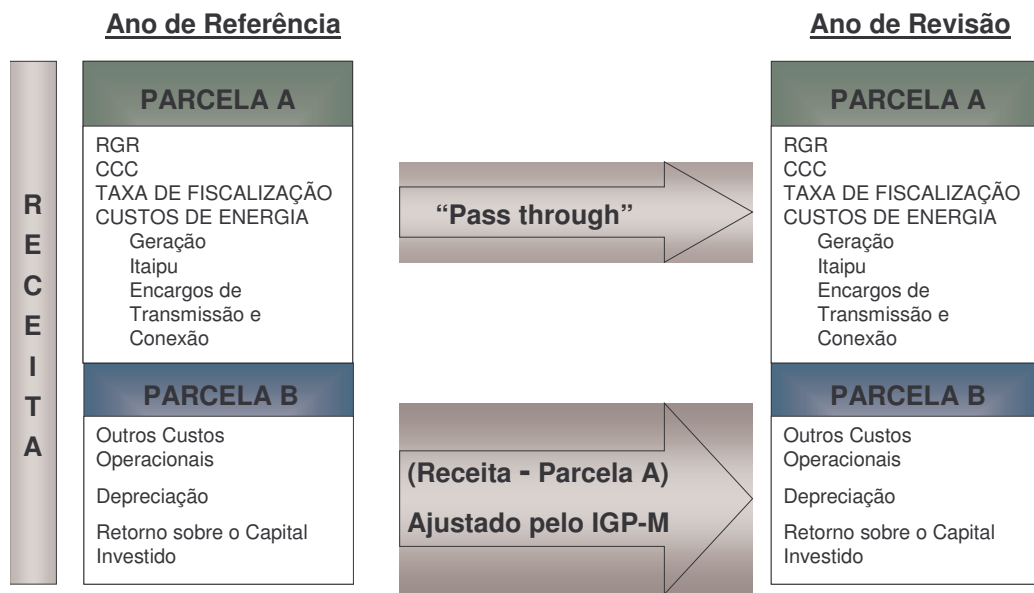 Ano de Referência
Ano de Revisão
RECEITA
PARCELA A
RGR
CCC
TAXA DE FISCALIZAÇÃO
CUSTOS DE ENERGIA
Geração
Itaipu
Encargos de
Transmissão e
Conexão
PARCELA B
Outros Custos
Operacionais
Depreciação
Retorno sobre o Capital
Investido
“Pass through”
(Receita - Parcela A)
Ajustado pelo IGP-M
PARCELA A
RGR
CCC
TAXA DE FISCALIZAÇÃO
CUSTOS DE ENERGIA
Geração
Itaipu
Encargos de
Transmissão e
Conexão
PARCELA B
Outros Custos
Operacionais
Depreciação
Retorno sobre o Capital
Investido